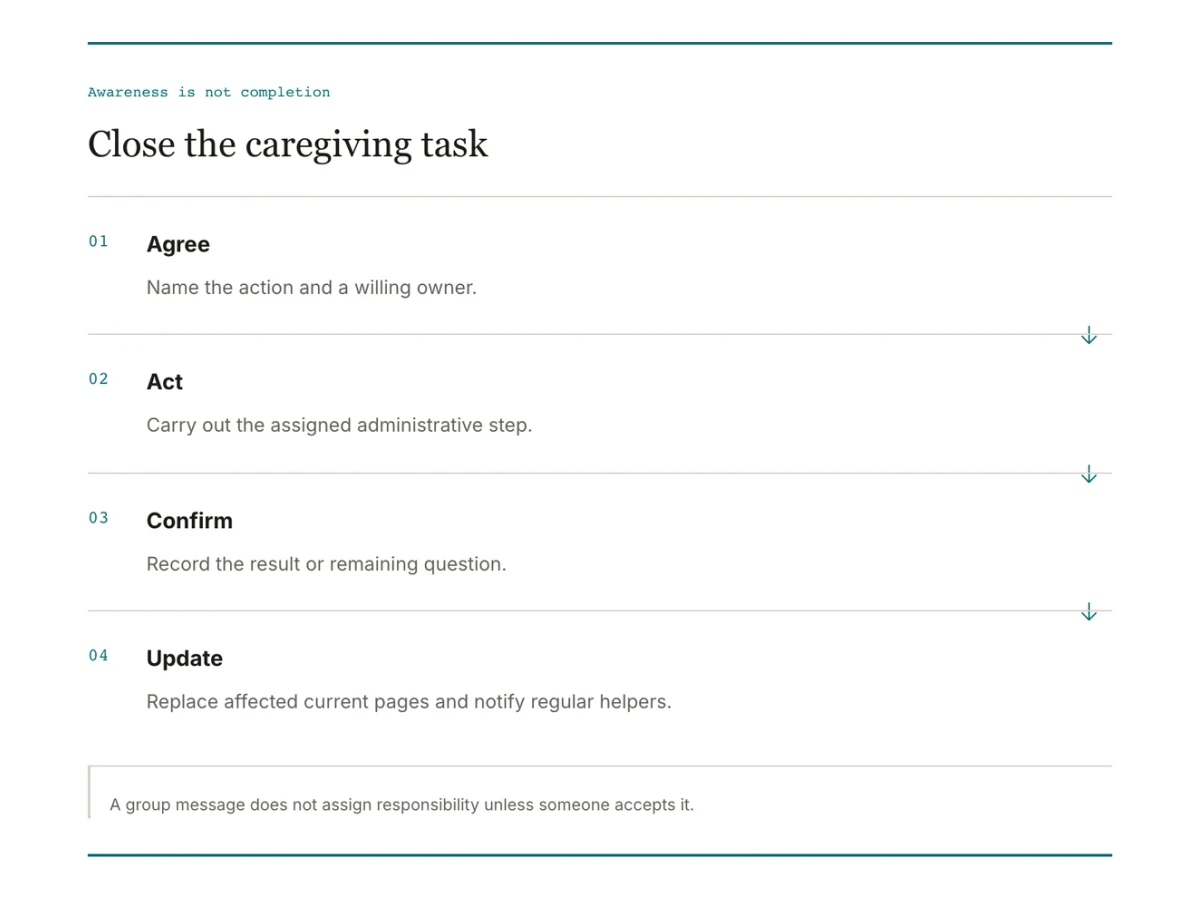 Awareness is not completion
Close the caregiving task
01 Agree
Name the action and a willing owner.
02 Act
Carry out the assigned administrative step.
03 Confirm
Record the result or remaining question.
04 Update
Replace affected current pages and notify regular helpers.
A group message does not assign responsibility unless someone accepts it.